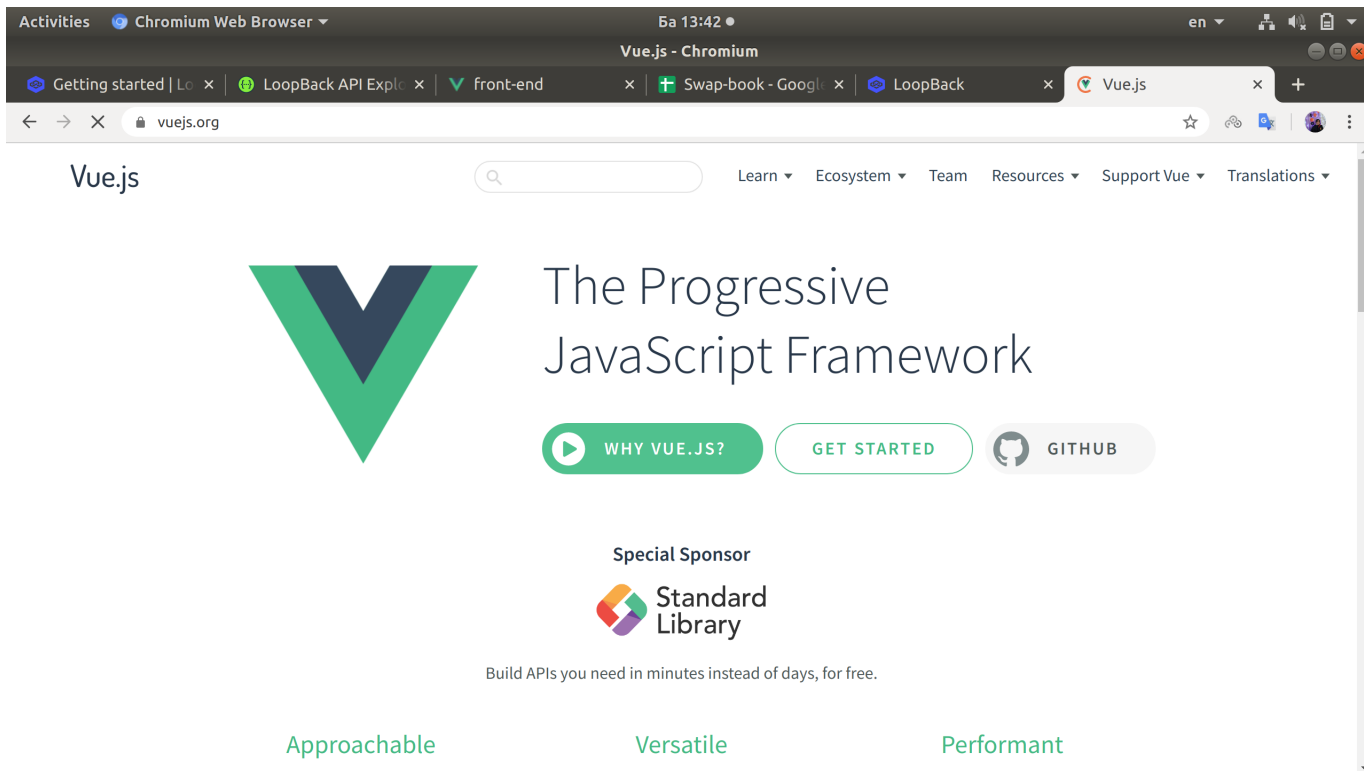 Activities Chromium Web Browser Ба 13:42 en
Vue.js - Chromium
Getting started | Lo LoopBack API Explo front-end Swap-book - Google LoopBack Vue.js
vuejs.org
Vue.js Learn Ecosystem Team Resources Support Vue Translations
The Progressive
JavaScript Framework
WHY VUE.JS? GET STARTED GITHUB
Special Sponsor
Standard
Library
Build APIs you need in minutes instead of days, for free.
Approachable Versatile Performant